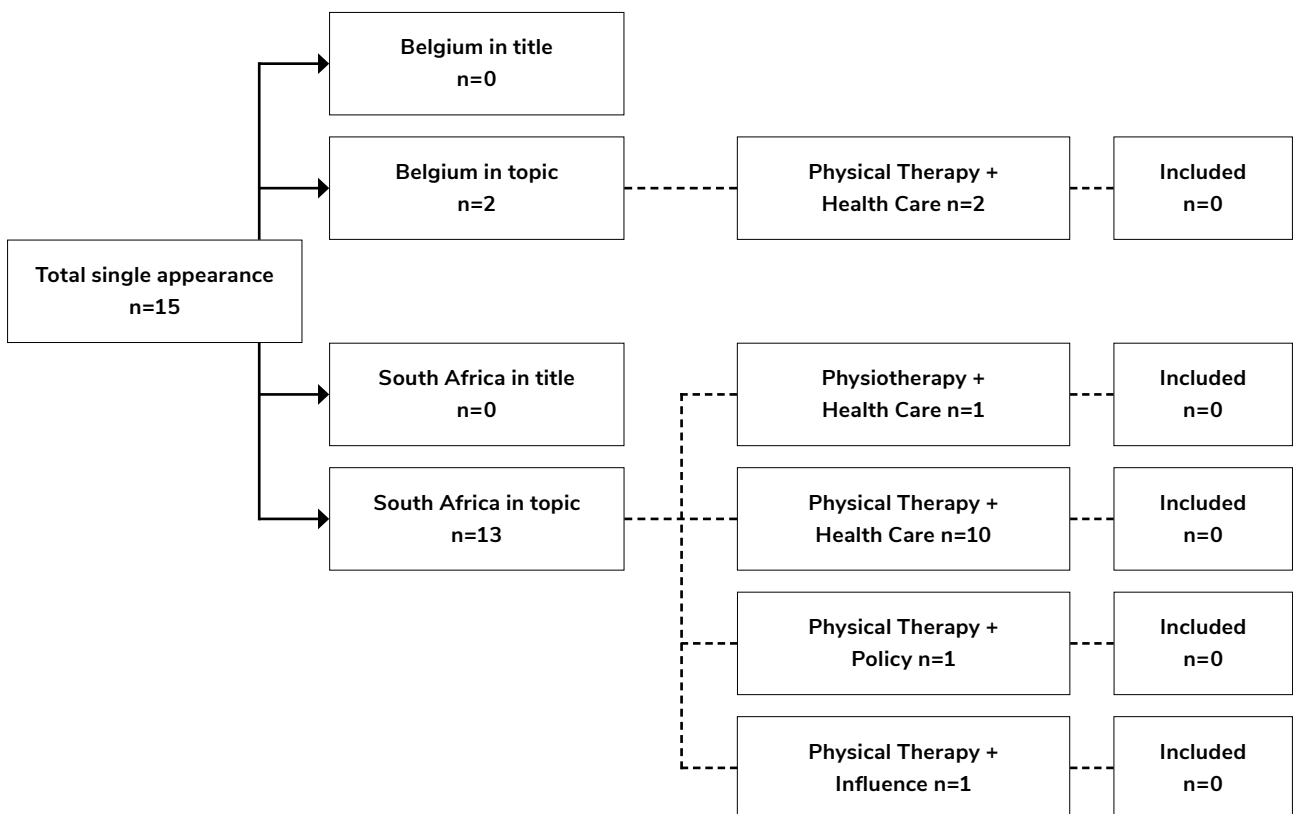 Belgium in title
n=0
Belgium in topic
n=2
Physical Therapy +
Health Care n=2
Included
n=0
Total single appearance
n=15
South Africa in title
n=0
Physiotherapy +
Health Care n=1
Included
n=0
South Africa in topic
n=13
Physical Therapy +
Health Care n=10
Included
n=0
Physical Therapy +
Policy n=1
Included
n=0
Physical Therapy +
Influence n=1
Included
n=0